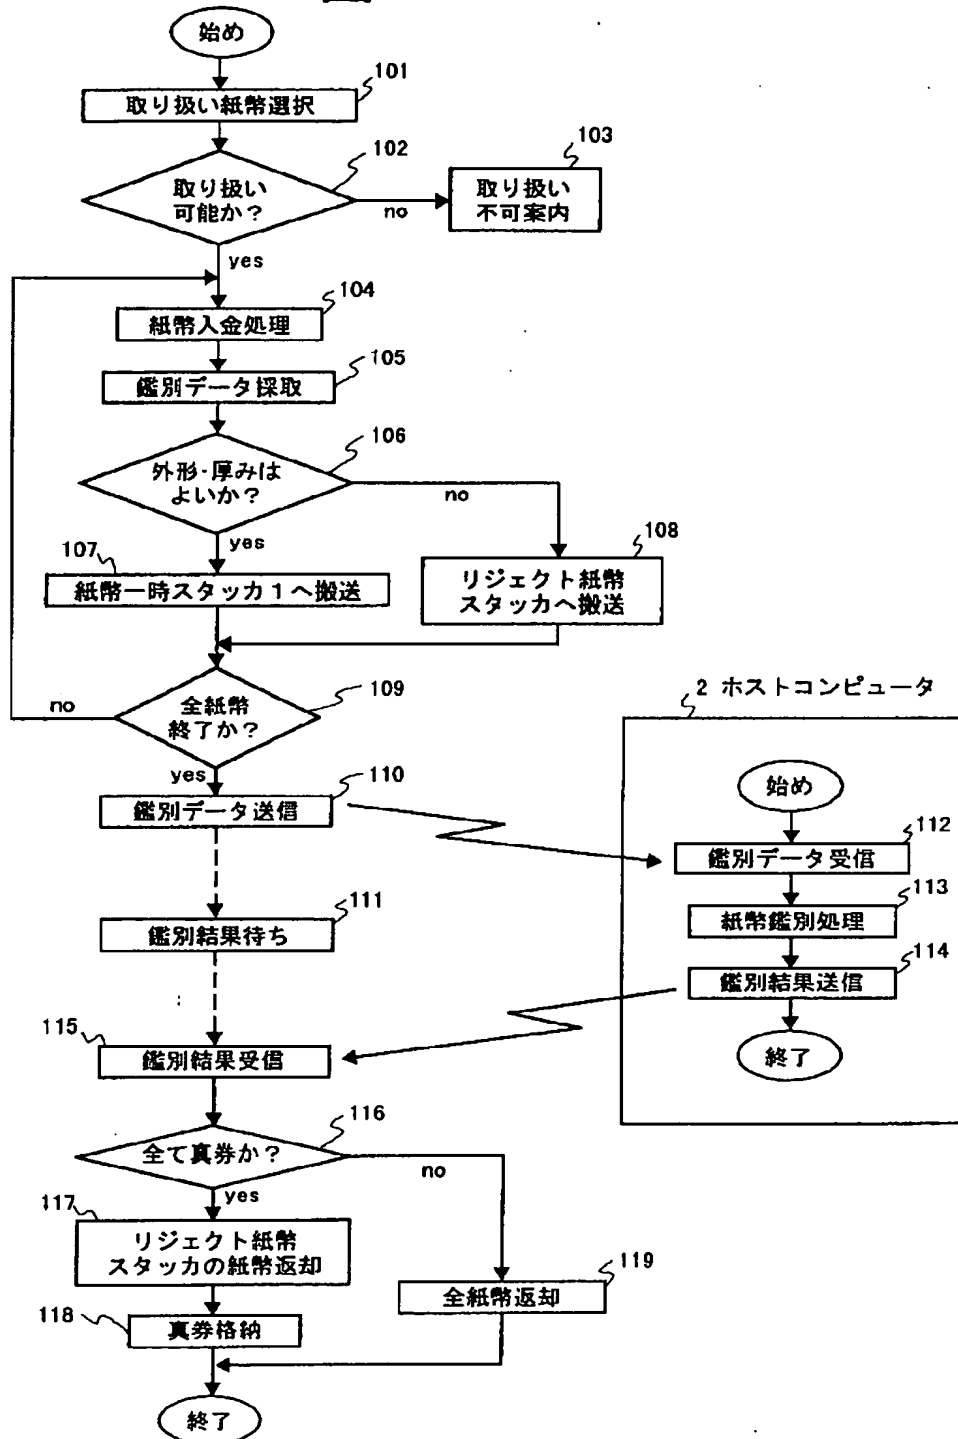 始め
101
取り扱い紙幣選択
102
取り扱い
可能か？
no
103
取り扱い
不可案内
yes
104
紙幣入金処理
105
鑑別データ採取
106
外形・厚みは
よいか？
no
yes
107
紙幣一時スタッカ1へ搬送
108
リジェクト紙幣
スタッカへ搬送
109
全紙幣
終了か？
no
yes
110
鑑別データ送信
111
鑑別結果待ち
2 ホストコンピュータ
始め
112
鑑別データ受信
113
紙幣鑑別処理
114
鑑別結果送信
終了
115
鑑別結果受信
116
全て真券か？
no
yes
117
リジェクト紙幣
スタッカの紙幣返却
118
真券格納
119
全紙幣返却
終了